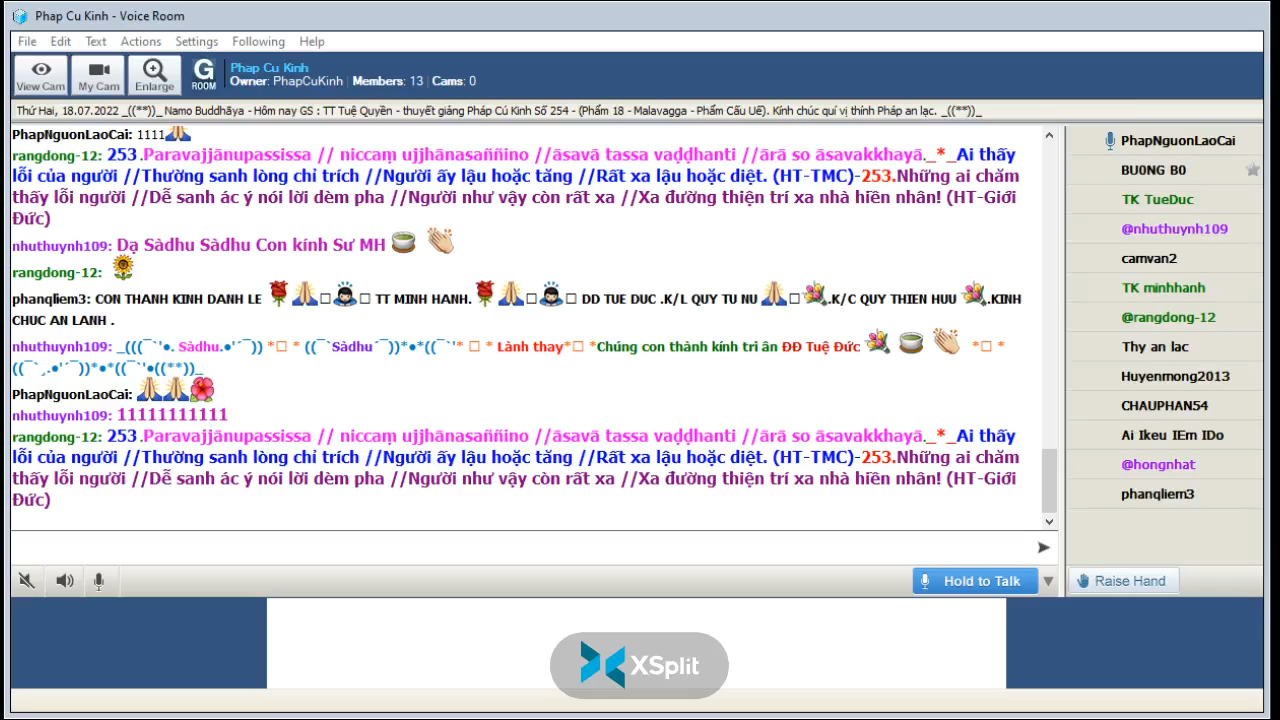 Phap Cu Kinh - Voice Room
File Edit Text Actions Settings Following Help
View Cam My Cam Enlarge G ROOM
Phap Cu Kinh
Owner: PhapCuKinh Members: 13 Cams: 0
Thứ Hai, 18.07.2022 _((**))_ Namo Buddhāya - Hôm nay GS : TT Tuệ Quyền - thuyết giảng Pháp Cú Kinh Số 254 - (Phẩm 18 - Malavagga - Phẩm Cấu Uế). Kính chúc quí vị thính Pháp an lạc. _((**))_
PhapNguonLaoCai: 1111🙏
rangdong-12: 253.Paravajjānupassissa // niccaṃ ujjhānasaññino //āsavā tassa vaḍḍhanti //ārā so āsavakkhayā._*_Ai thấy
lỗi của người //Thường sanh lòng chỉ trích //Người ấy lậu hoặc tăng //Rất xa lậu hoặc diệt. (HT-TMC)-253.Những ai chăm
thấy lỗi người //Dễ sanh ác ý nói lời dèm pha //Người như vậy còn rất xa //Xa đường thiện trí xa nhà hiền nhân! (HT-Giới
Đức)
nhuthuynh109: Dạ Sàdhu Sàdhu Con kính Sư MH 🍵 👏
rangdong-12: 🌻
phanqliem3: CON THANH KINH DANH LE 🌹🙏□🙇□ TT MINH HANH. 🌹🙏□🙇□ DD TUE DUC .K/L QUY TU NU 🙏□💐.K/C QUY THIEN HUU 💐.KINH
CHUC AN LANH .
nhuthuynh109: _(((¯`'•. Sàdhu.•'´¯)) *□ * ((¯`Sàdhu´¯))*•*((¯`'* □ * Lành thay*□ *Chúng con thành kính tri ân ĐĐ Tuệ Đức 💐 🍵 👏 *□ *
((¯`¸.•'´¯))*•*((¯`'•((**))_
PhapNguonLaoCai: 🙏🙏🌺
nhuthuynh109: 11111111111
rangdong-12: 253.Paravajjānupassissa // niccaṃ ujjhānasaññino //āsavā tassa vaḍḍhanti //ārā so āsavakkhayā._*_Ai thấy
lỗi của người //Thường sanh lòng chỉ trích //Người ấy lậu hoặc tăng //Rất xa lậu hoặc diệt. (HT-TMC)-253.Những ai chăm
thấy lỗi người //Dễ sanh ác ý nói lời dèm pha //Người như vậy còn rất xa //Xa đường thiện trí xa nhà hiền nhân! (HT-Giới
Đức)
PhapNguonLaoCai
BU0NG B0
TK TueDuc
@nhuthuynh109
camvan2
TK minhhanh
@rangdong-12
Thy an lac
Huyenmong2013
CHAUPHAN54
Ai Ikeu IEm IDo
@hongnhat
phanqliem3
Hold to Talk
Raise Hand
XSplit